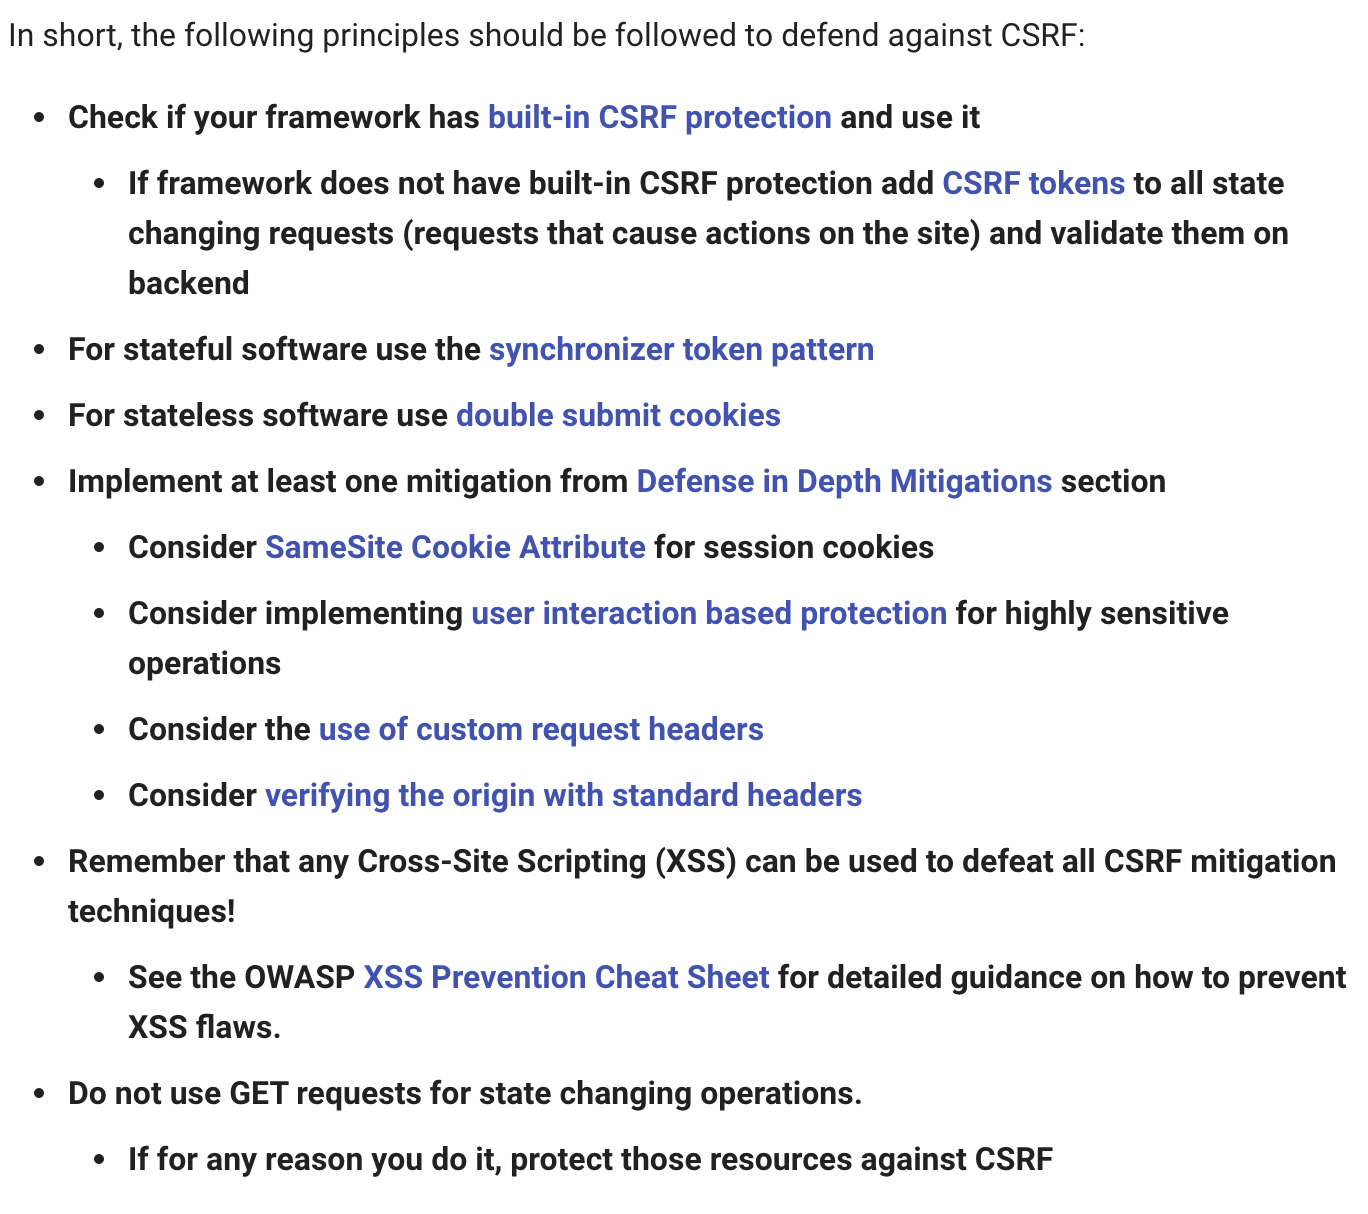 In short, the following principles should be followed to defend against CSRF:
• Check if your framework has built-in CSRF protection and use it
• If framework does not have built-in CSRF protection add CSRF tokens to all state
changing requests (requests that cause actions on the site) and validate them on
backend
• For stateful software use the synchronizer token pattern
• For stateless software use double submit cookies
• Implement at least one mitigation from Defense in Depth Mitigations section
• Consider SameSite Cookie Attribute for session cookies
• Consider implementing user interaction based protection for highly sensitive
operations
• Consider the use of custom request headers
• Consider verifying the origin with standard headers
• Remember that any Cross-Site Scripting (XSS) can be used to defeat all CSRF mitigation
techniques!
• See the OWASP XSS Prevention Cheat Sheet for detailed guidance on how to prevent
XSS flaws.
• Do not use GET requests for state changing operations.
• If for any reason you do it, protect those resources against CSRF